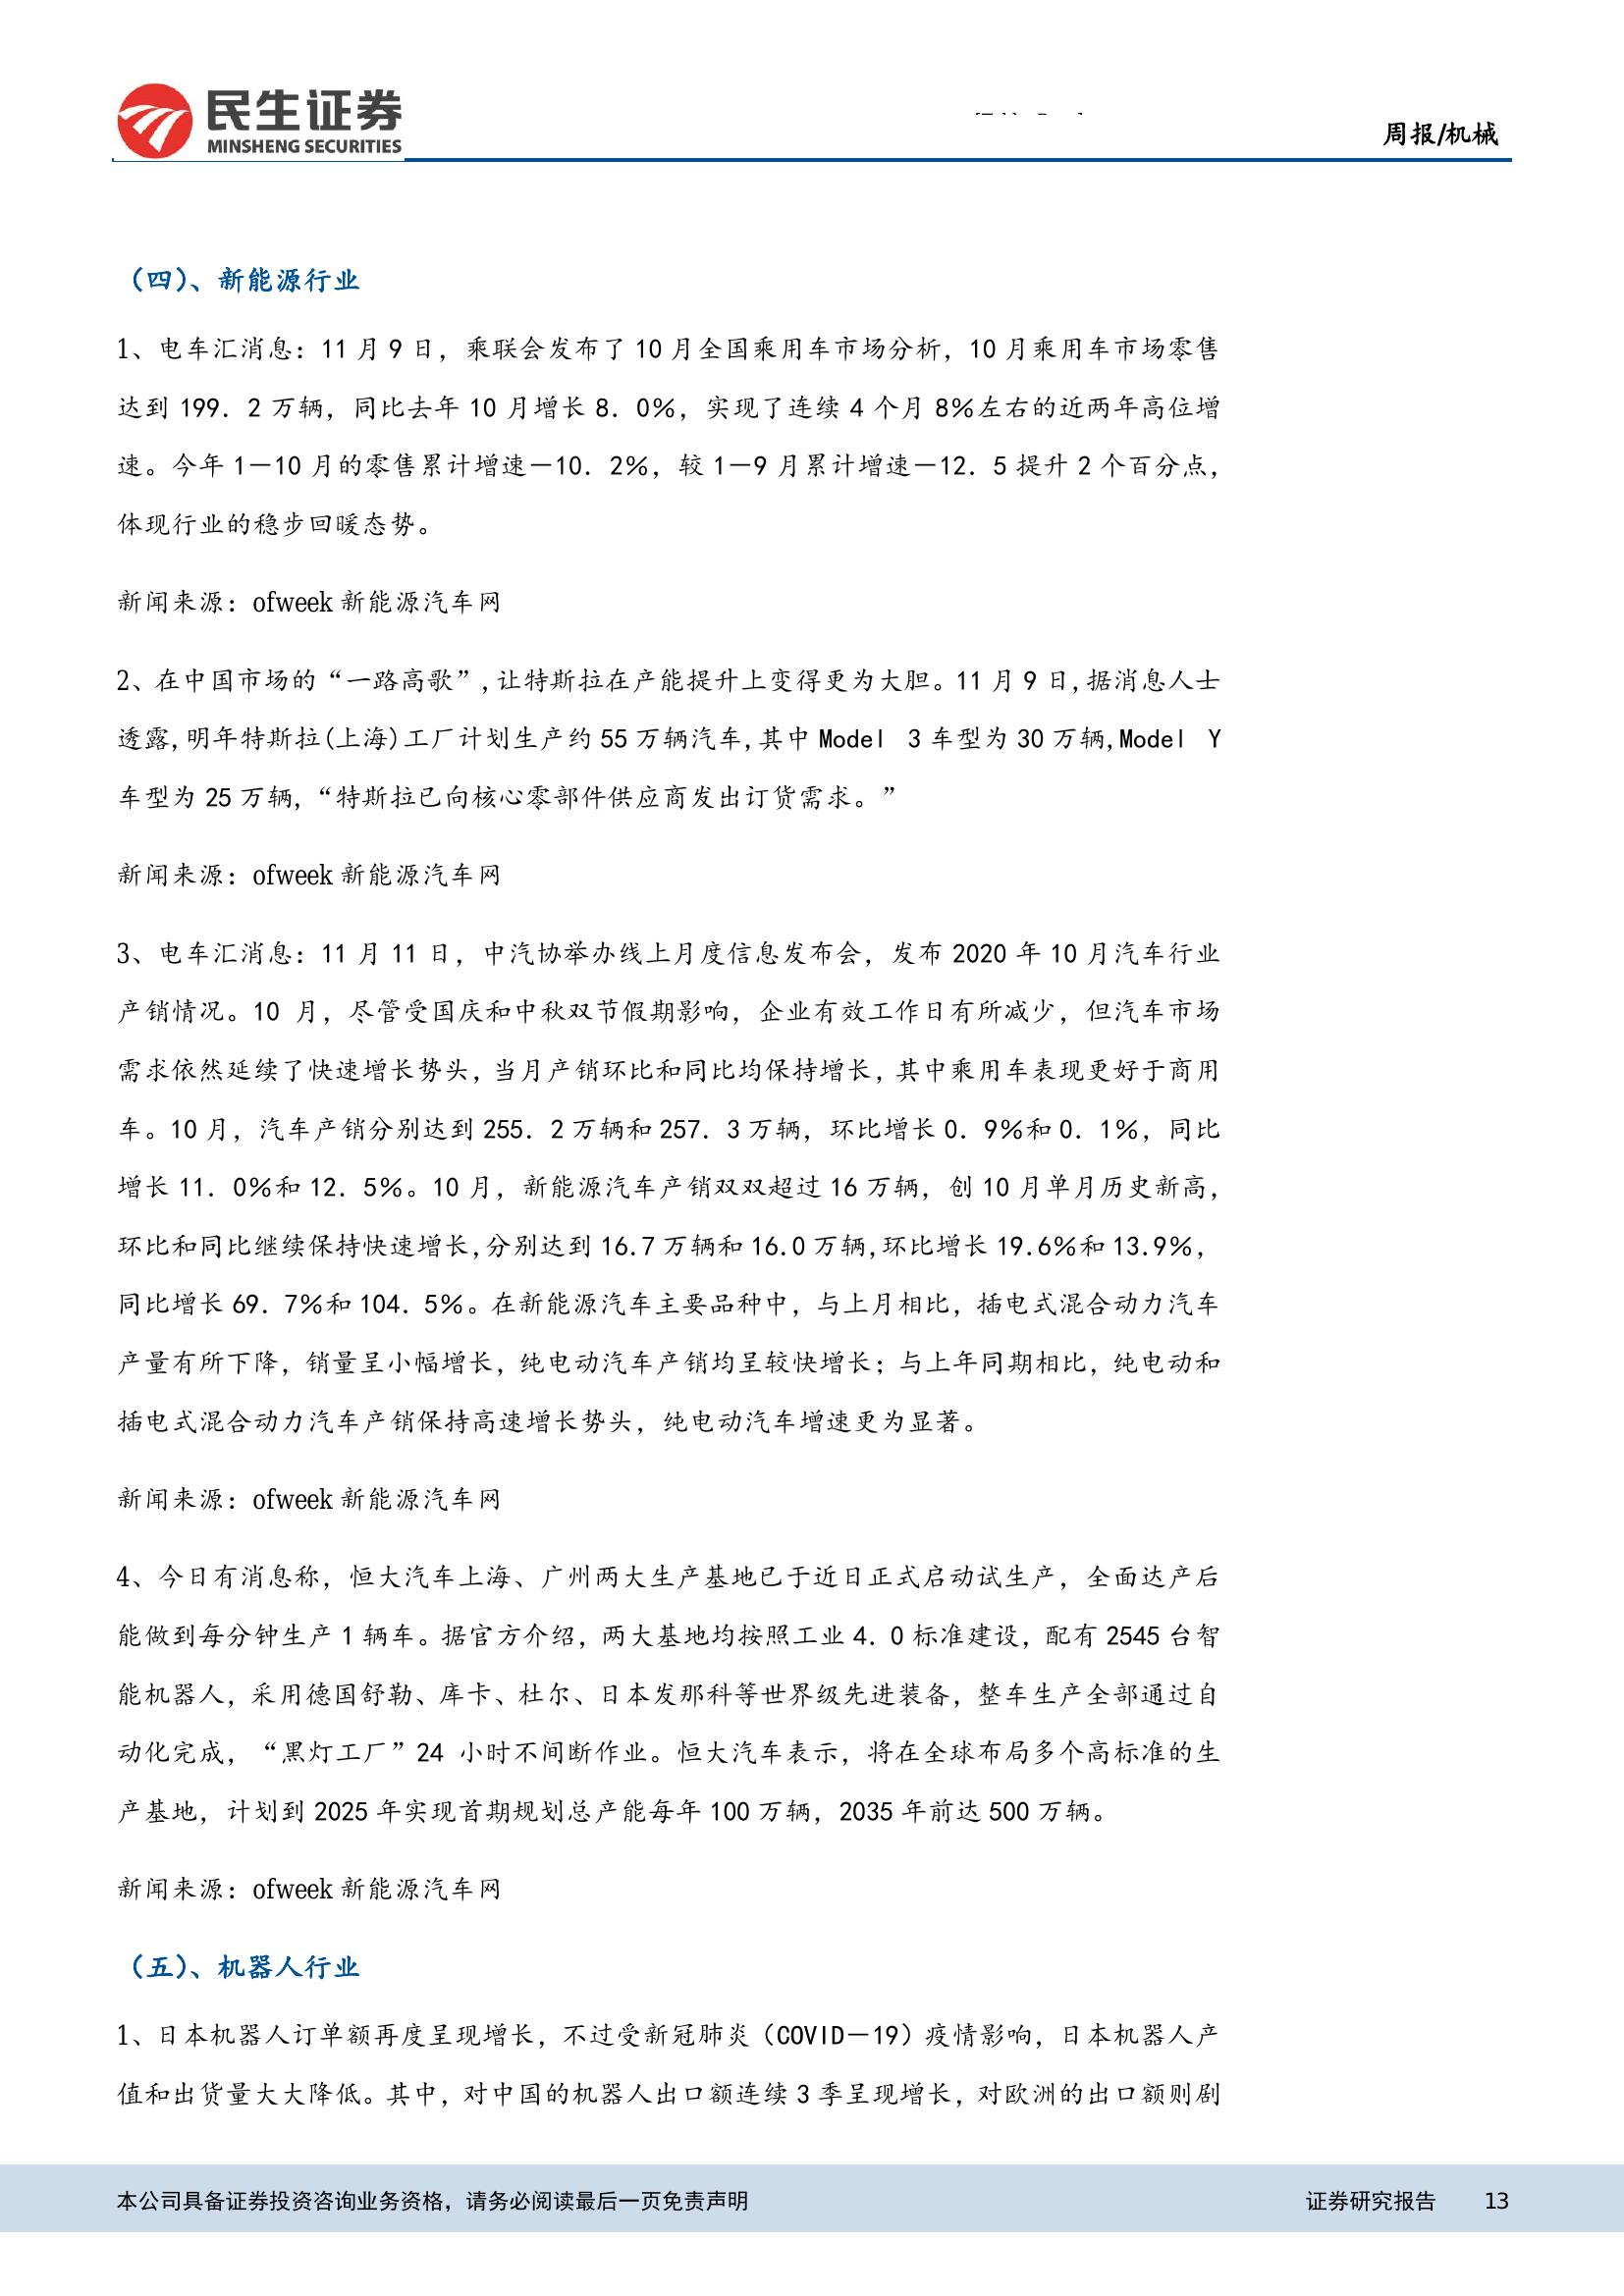 民生证券
MINSHENG SECURITIES
周报/机械
（四）、新能源行业
1、电车汇消息：11 月 9 日，乘联会发布了 10 月全国乘用车市场分析，10 月乘用车市场零售
达到 199．2 万辆，同比去年 10 月增长 8．0%，实现了连续 4 个月 8%左右的近两年高位增
速。今年 1－10 月的零售累计增速－10．2%，较 1－9 月累计增速－12．5 提升 2 个百分点，
体现行业的稳步回暖态势。
新闻来源：ofweek 新能源汽车网
2、在中国市场的“一路高歌”,让特斯拉在产能提升上变得更为大胆。11 月 9 日,据消息人士
透露,明年特斯拉(上海)工厂计划生产约 55 万辆汽车,其中 Model 3 车型为 30 万辆,Model Y
车型为 25 万辆,“特斯拉已向核心零部件供应商发出订货需求。”
新闻来源：ofweek 新能源汽车网
3、电车汇消息：11 月 11 日，中汽协举办线上月度信息发布会，发布 2020 年 10 月汽车行业
产销情况。10 月，尽管受国庆和中秋双节假期影响，企业有效工作日有所减少，但汽车市场
需求依然延续了快速增长势头，当月产销环比和同比均保持增长，其中乘用车表现更好于商用
车。10 月，汽车产销分别达到 255．2 万辆和 257．3 万辆，环比增长 0．9%和 0．1%，同比
增长 11．0%和 12．5%。10 月，新能源汽车产销双双超过 16 万辆，创 10 月单月历史新高，
环比和同比继续保持快速增长,分别达到 16.7 万辆和 16.0 万辆,环比增长 19.6%和 13.9%，
同比增长 69．7%和 104．5%。在新能源汽车主要品种中，与上月相比，插电式混合动力汽车
产量有所下降，销量呈小幅增长，纯电动汽车产销均呈较快增长；与上年同期相比，纯电动和
插电式混合动力汽车产销保持高速增长势头，纯电动汽车增速更为显著。
新闻来源：ofweek 新能源汽车网
4、今日有消息称，恒大汽车上海、广州两大生产基地已于近日正式启动试生产，全面达产后
能做到每分钟生产 1 辆车。据官方介绍，两大基地均按照工业 4．0 标准建设，配有 2545 台智
能机器人，采用德国舒勒、库卡、杜尔、日本发那科等世界级先进装备，整车生产全部通过自
动化完成，“黑灯工厂”24 小时不间断作业。恒大汽车表示，将在全球布局多个高标准的生
产基地，计划到 2025 年实现首期规划总产能每年 100 万辆，2035 年前达 500 万辆。
新闻来源：ofweek 新能源汽车网
（五）、机器人行业
1、日本机器人订单额再度呈现增长，不过受新冠肺炎（COVID－19）疫情影响，日本机器人产
值和出货量大大降低。其中，对中国的机器人出口额连续 3 季呈现增长，对欧洲的出口额则剧
本公司具备证券投资咨询业务资格，请务必阅读最后一页免责声明
证券研究报告 13